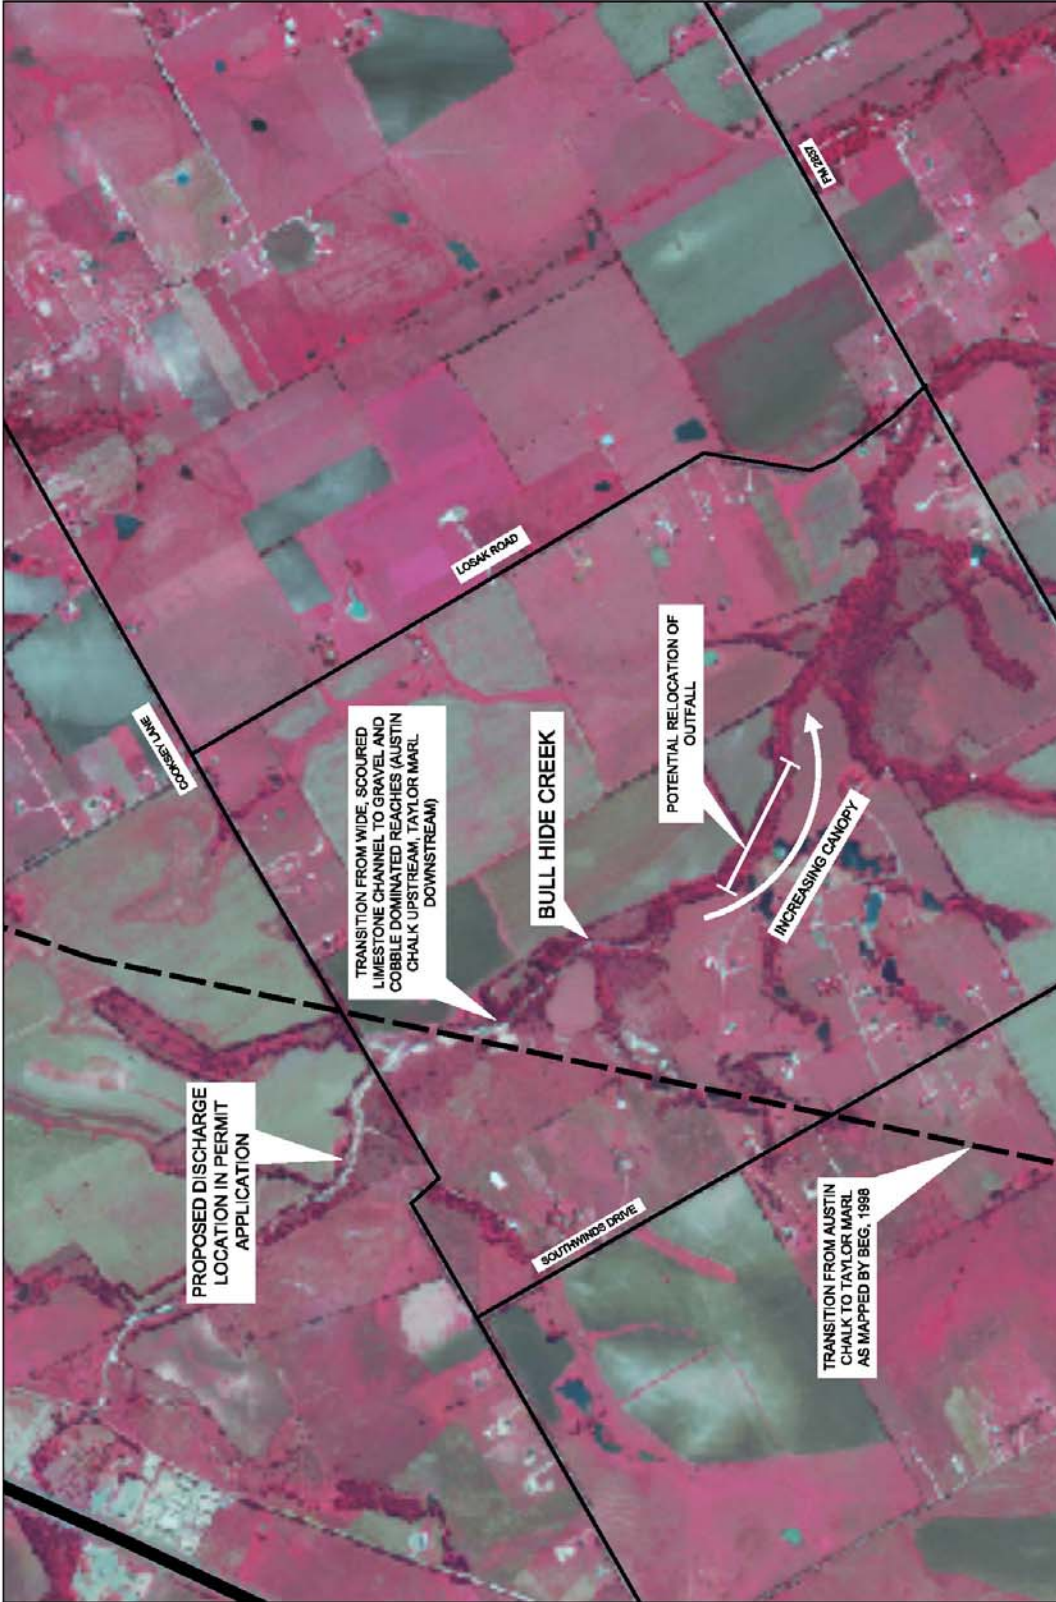 PROPOSED DISCHARGE
LOCATION IN PERMIT
APPLICATION
COOKSEY LANE
TRANSITION FROM WIDE, SCOURED
LIMESTONE CHANNEL TO GRAVEL AND
COBBLE DOMINATED REACHES (AUSTIN
CHALK UPSTREAM, TAYLOR MARL
DOWNSTREAM)
LOSAK ROAD
BULL HIDE CREEK
SOUTHWINDS DRIVE
POTENTIAL RELOCATION OF
OUTFALL
INCREASING CANOPY
FM 2837
TRANSITION FROM AUSTIN
CHALK TO TAYLOR MARL
AS MAPPED BY BEG, 1998